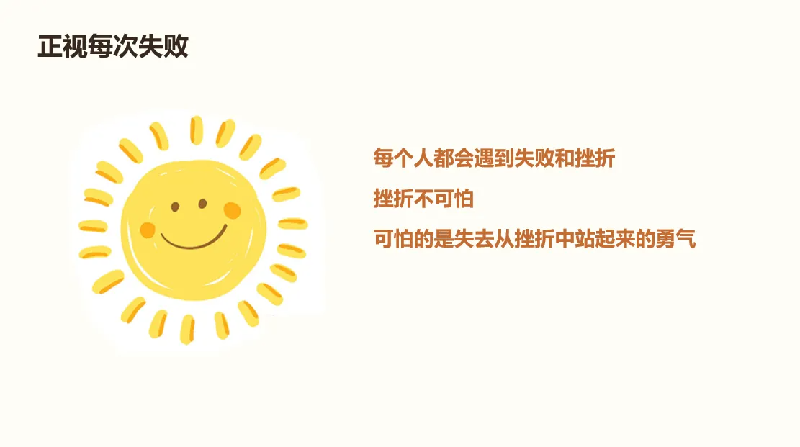 正视每次失败
每个人都会遇到失败和挫折
挫折不可怕
可怕的是失去从挫折中站起来的勇气